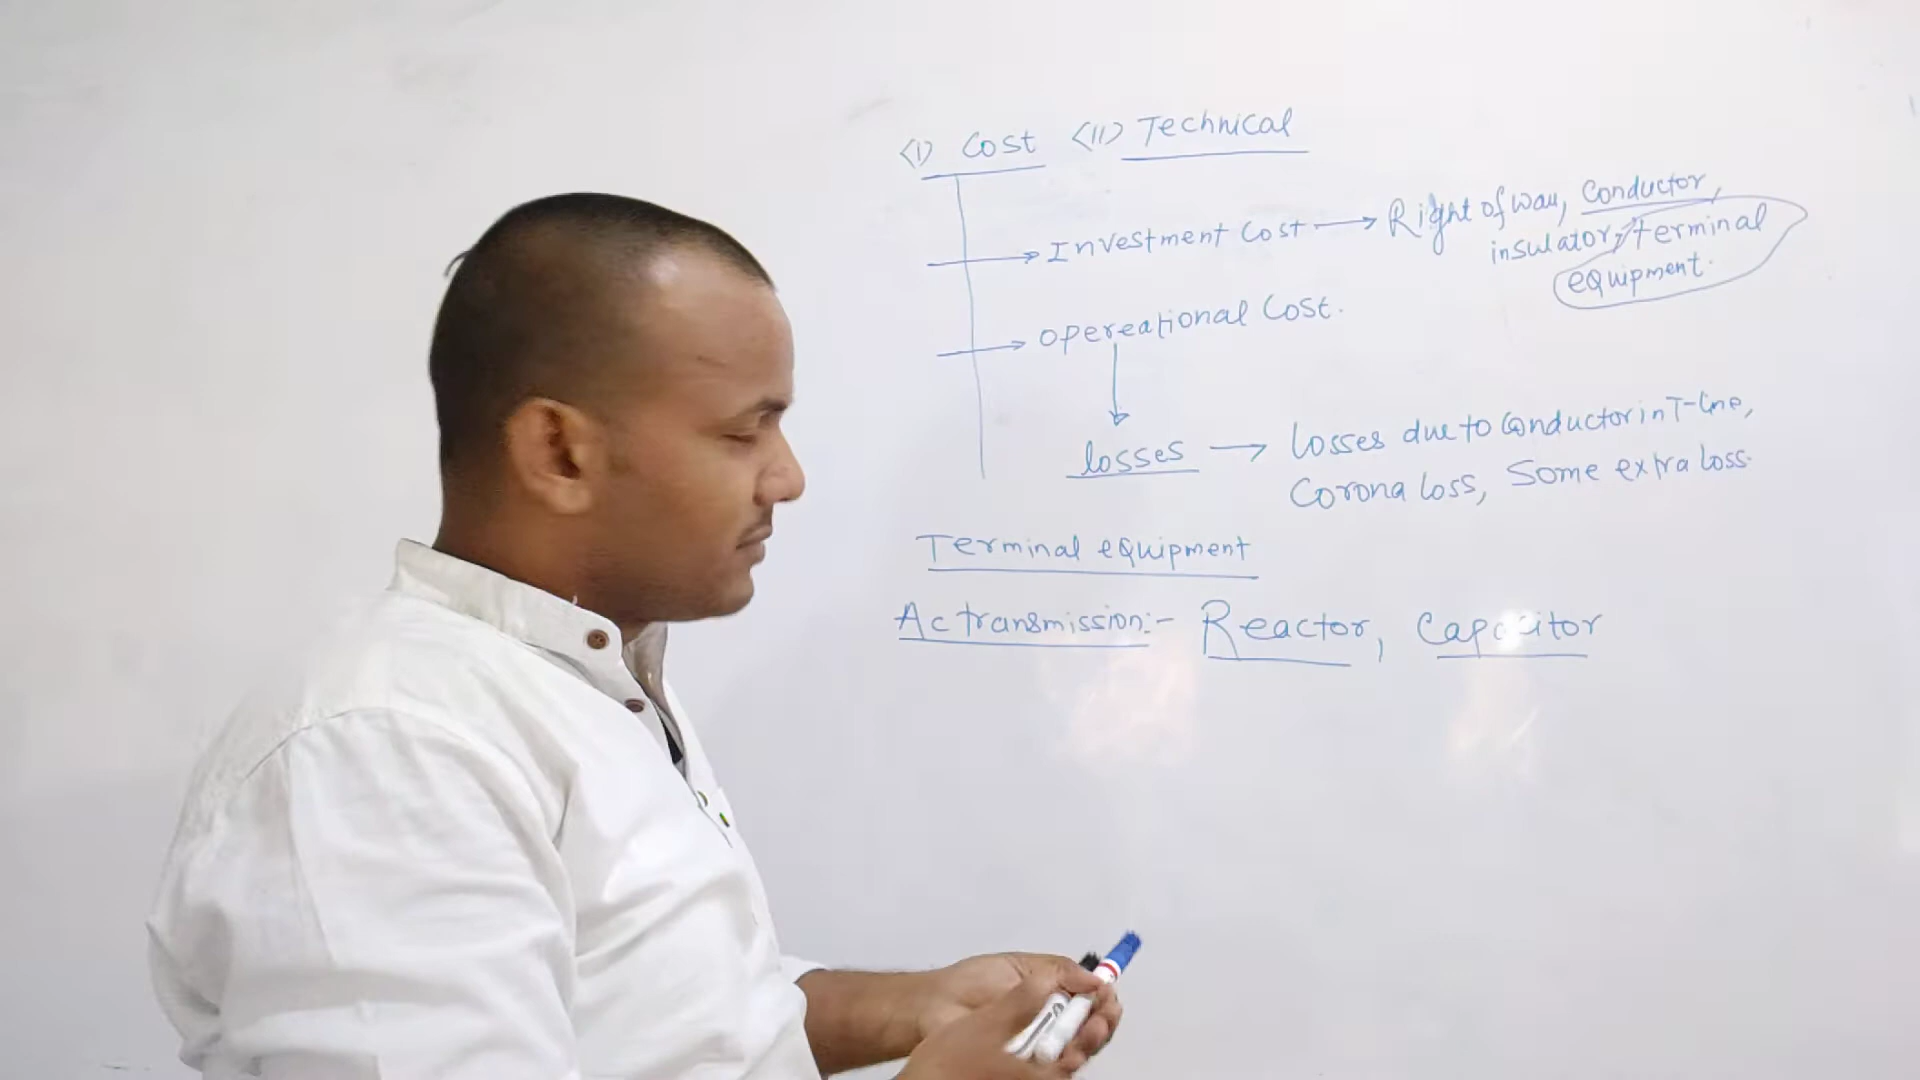 (I) Cost (II) Technical
Investment Cost → Right of way, Conductor,
insulator, terminal
equipment.
Opereational Cost.
losses → Losses due to Conductor in T-line,
Corona loss, Some extra loss.
Terminal equipment
Ac transmission:- Reactor, Capacitor